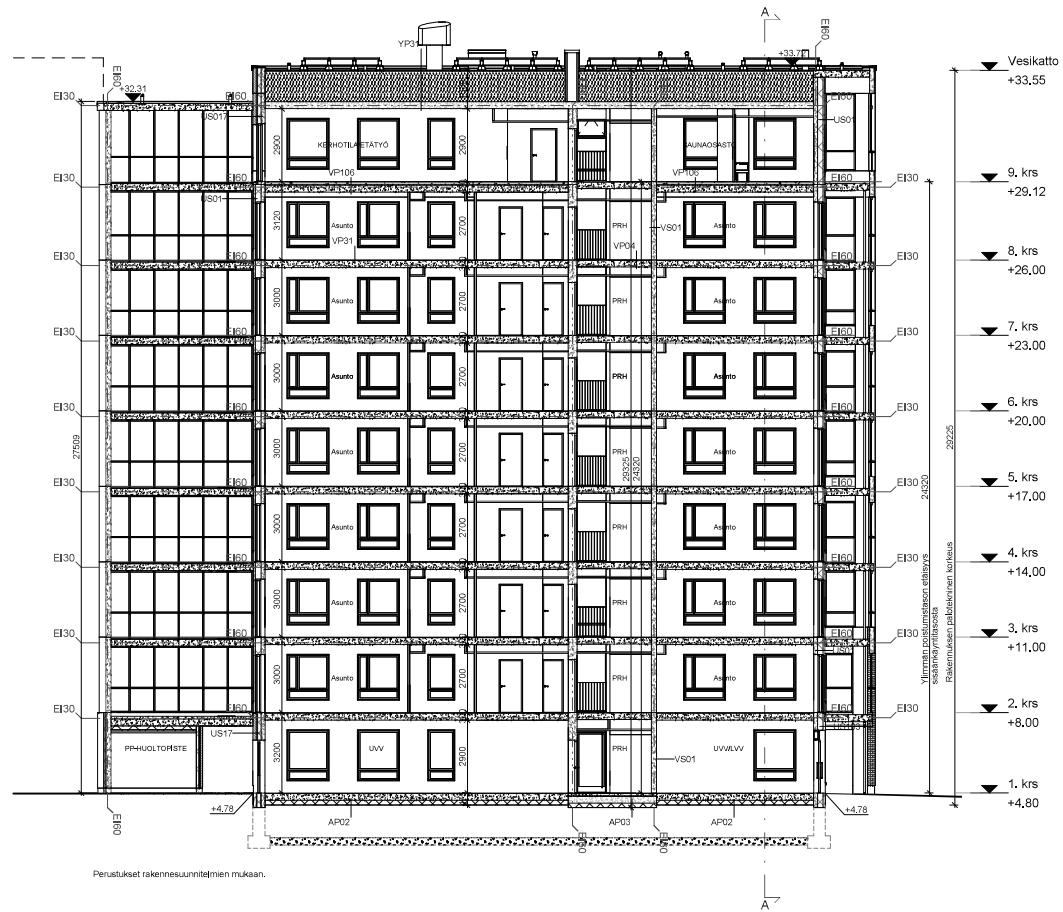 A
EI60
YP31
+33.72
Vesikatto
+33.55
EI60
EI30
+32.31
EI60
EI60
EI30
US017
US01
2900
KERHOTILA/ETÄTYÖ
2900
SAUNAOSASTO
VP106
VP106
EI30
EI60
EI60
EI30
9. krs
+29.12
US01
3120
Asunto
2700
PRH
VS01
Asunto
VP31
VP04
EI30
EI60
EI60
EI30
8. krs
+26.00
3000
Asunto
2700
PRH
Asunto
EI30
EI60
EI60
EI30
7. krs
+23.00
3000
Asunto
2700
PRH
Asunto
EI30
EI60
EI60
EI30
6. krs
+20.00
27509
3000
Asunto
2700
PRH
Asunto
29325
24320
24320
29225
EI30
EI60
EI60
EI30
5. krs
+17.00
3000
Asunto
2700
PRH
Asunto
EI30
EI60
EI60
EI30
4. krs
+14.00
3000
Asunto
2700
PRH
Asunto
Ylimmän poistumistason etäisyys
sisäänkäyntitasosta
Rakennuksen palotekninen korkeus
EI30
EI60
EI60
EI30
3. krs
+11.00
3000
Asunto
2700
PRH
Asunto
EI30
EI60
EI60
EI30
2. krs
+8.00
US17
PP-HUOLTOPISTE
3200
UVV
2900
PRH
VS01
UVV/LVV
1. krs
+4.80
+4.78
AP02
AP03
AP02
+4.78
EI60
EI60
EI60
Perustukset rakennesuunnitelmien mukaan.
A